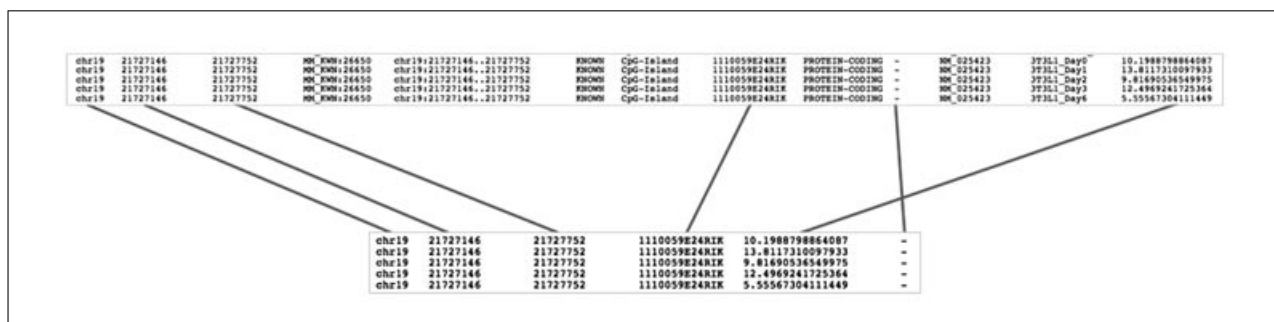 chr19 21727146 21727752 MM_KWN:26650 chr19:21727146..21727752 KNOWN CpG-Island 1110059E24RIK PROTEIN-CODING - NM_025423 3T3L1_Day0 10.1988798864087
chr19 21727146 21727752 MM_KWN:26650 chr19:21727146..21727752 KNOWN CpG-Island 1110059E24RIK PROTEIN-CODING - NM_025423 3T3L1_Day1 13.8117310097933
chr19 21727146 21727752 MM_KWN:26650 chr19:21727146..21727752 KNOWN CpG-Island 1110059E24RIK PROTEIN-CODING - NM_025423 3T3L1_Day2 9.81690536549975
chr19 21727146 21727752 MM_KWN:26650 chr19:21727146..21727752 KNOWN CpG-Island 1110059E24RIK PROTEIN-CODING - NM_025423 3T3L1_Day3 12.4969241725364
chr19 21727146 21727752 MM_KWN:26650 chr19:21727146..21727752 KNOWN CpG-Island 1110059E24RIK PROTEIN-CODING - NM_025423 3T3L1_Day6 5.55567304111449
chr19 21727146 21727752 1110059E24RIK 10.1988798864087 -
chr19 21727146 21727752 1110059E24RIK 13.8117310097933 -
chr19 21727146 21727752 1110059E24RIK 9.81690536549975 -
chr19 21727146 21727752 1110059E24RIK 12.4969241725364 -
chr19 21727146 21727752 1110059E24RIK 5.55567304111449 -